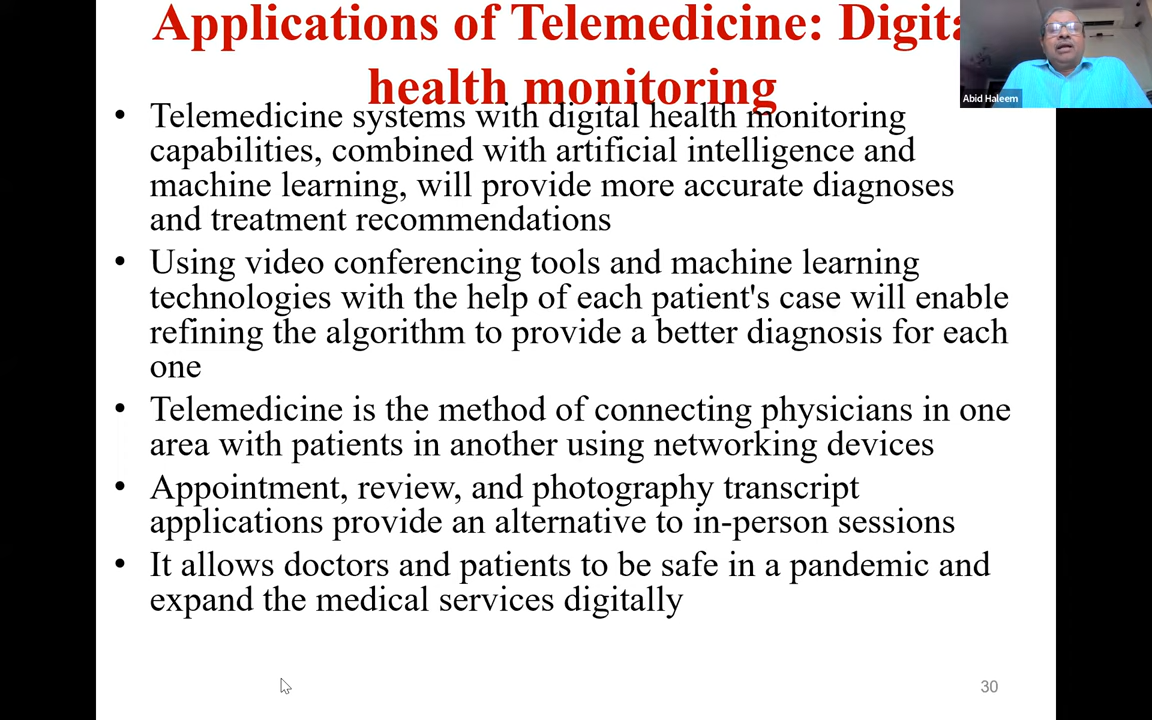 Applications of Telemedicine: Digita
health monitoring
• Telemedicine systems with digital health monitoring
capabilities, combined with artificial intelligence and
machine learning, will provide more accurate diagnoses
and treatment recommendations
• Using video conferencing tools and machine learning
technologies with the help of each patient's case will enable
refining the algorithm to provide a better diagnosis for each
one
• Telemedicine is the method of connecting physicians in one
area with patients in another using networking devices
• Appointment, review, and photography transcript
applications provide an alternative to in-person sessions
• It allows doctors and patients to be safe in a pandemic and
expand the medical services digitally
30
Abid Haleem